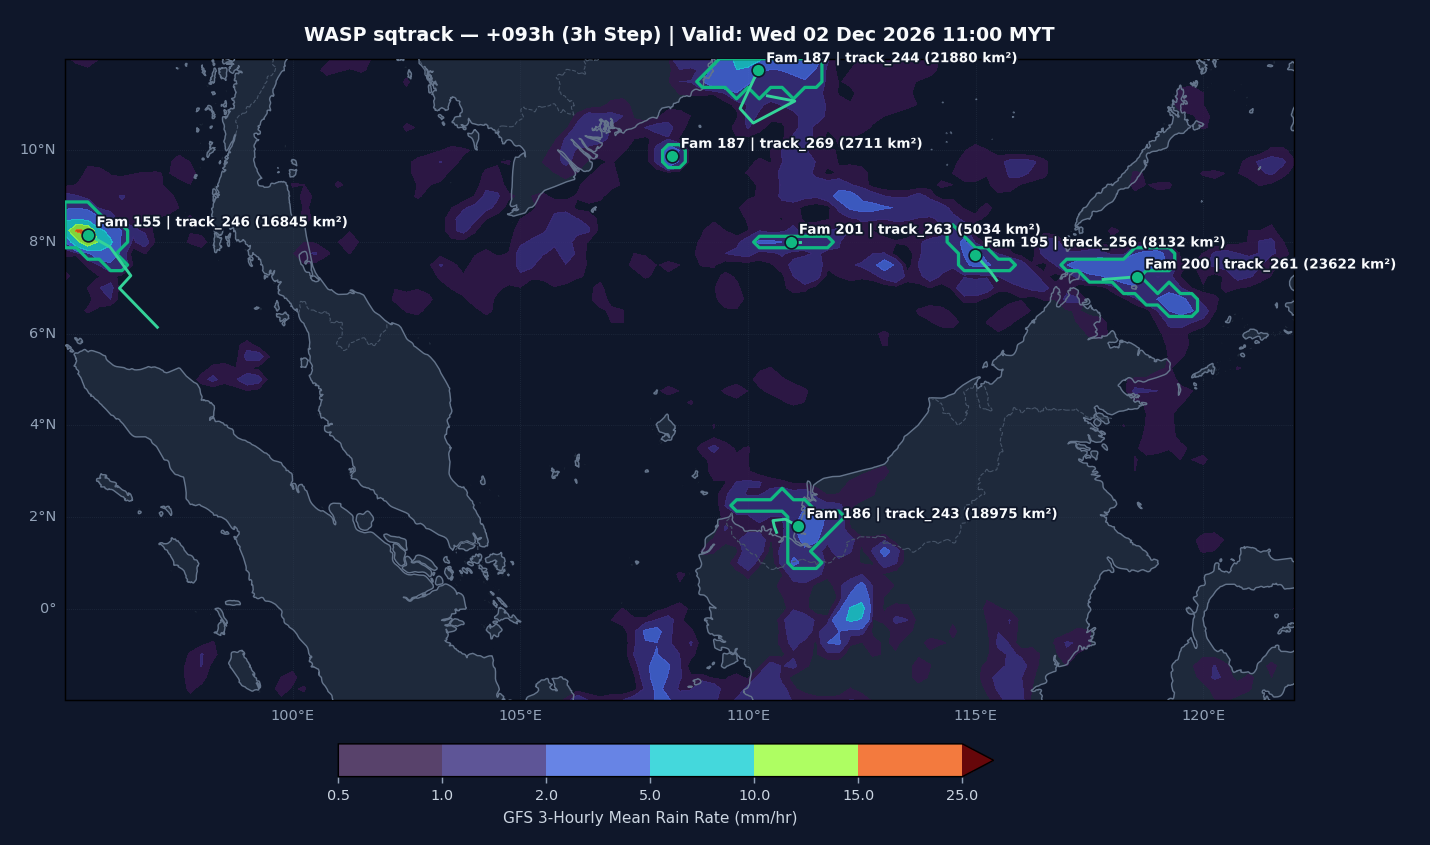 WASP sqtrack — +093h (3h Step) | Valid: Wed 02 Dec 2026 11:00 MYT
Fam 187 | track_244 (21880 km²)
10°N
Fam 187 | track_269 (2711 km²)
Fam 155 | track_246 (16845 km²)
8°N
Fam 201 | track_263 (5034 km²)
Fam 195 | track_256 (8132 km²)
Fam 200 | track_261 (23622 km²)
6°N
4°N
2°N
Fam 186 | track_243 (18975 km²)
0°
100°E 105°E 110°E 115°E 120°E
0.5 1.0 2.0 5.0 10.0 15.0 25.0
GFS 3-Hourly Mean Rain Rate (mm/hr)